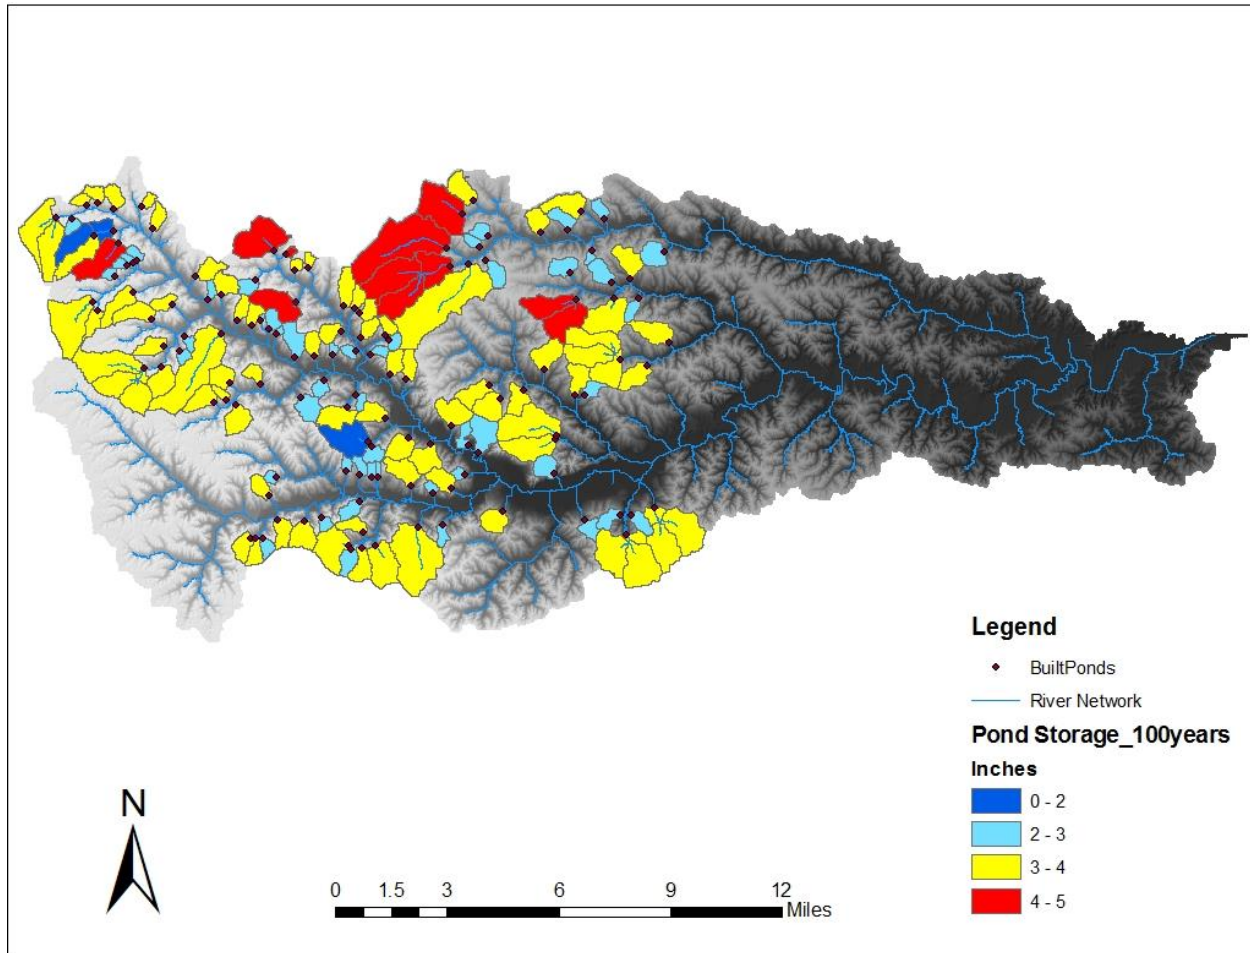 Legend
BuiltPonds
River Network
Pond Storage_100years
Inches
0 - 2
2 - 3
3 - 4
4 - 5
N
0 1.5 3 6 9 12
Miles